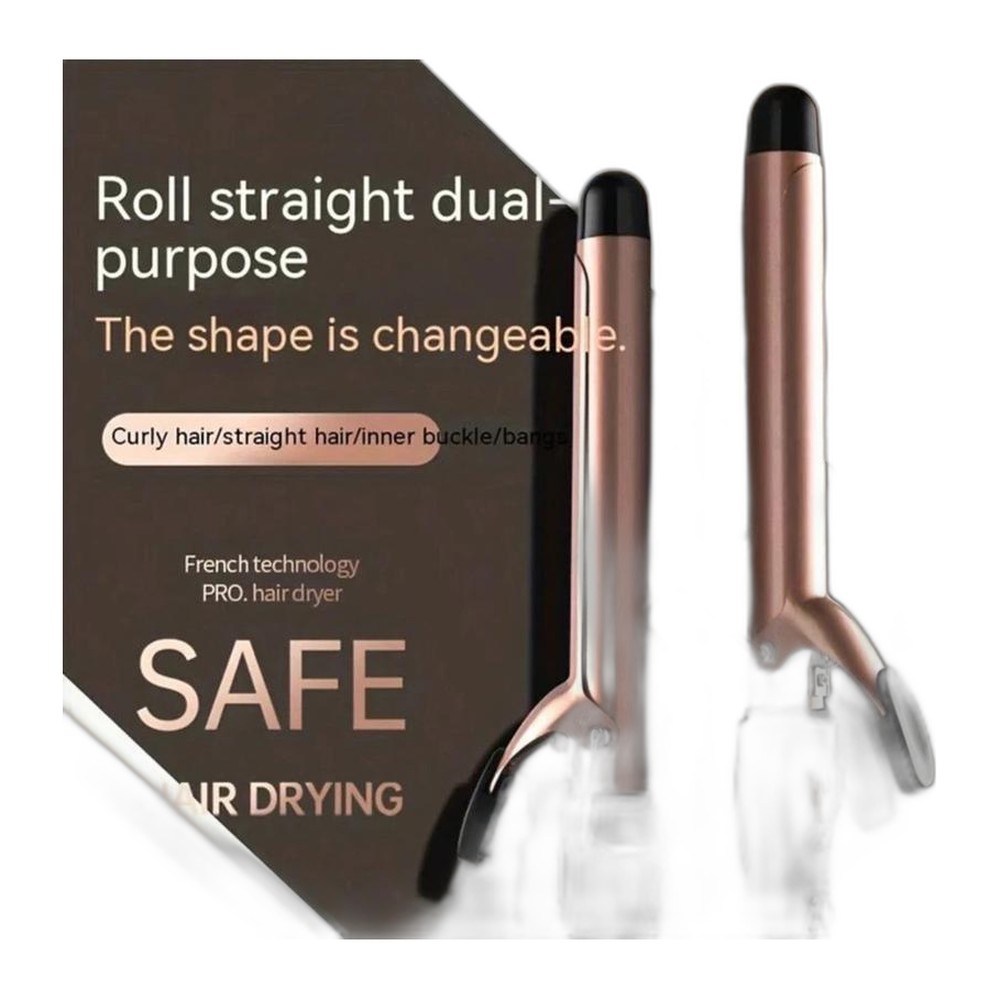 Roll straight dual-
purpose
The shape is changeable.
Curly hair/straight hair/inner buckle/bangs
French technology
PRO. hair dryer
SAFE
HAIR DRYING